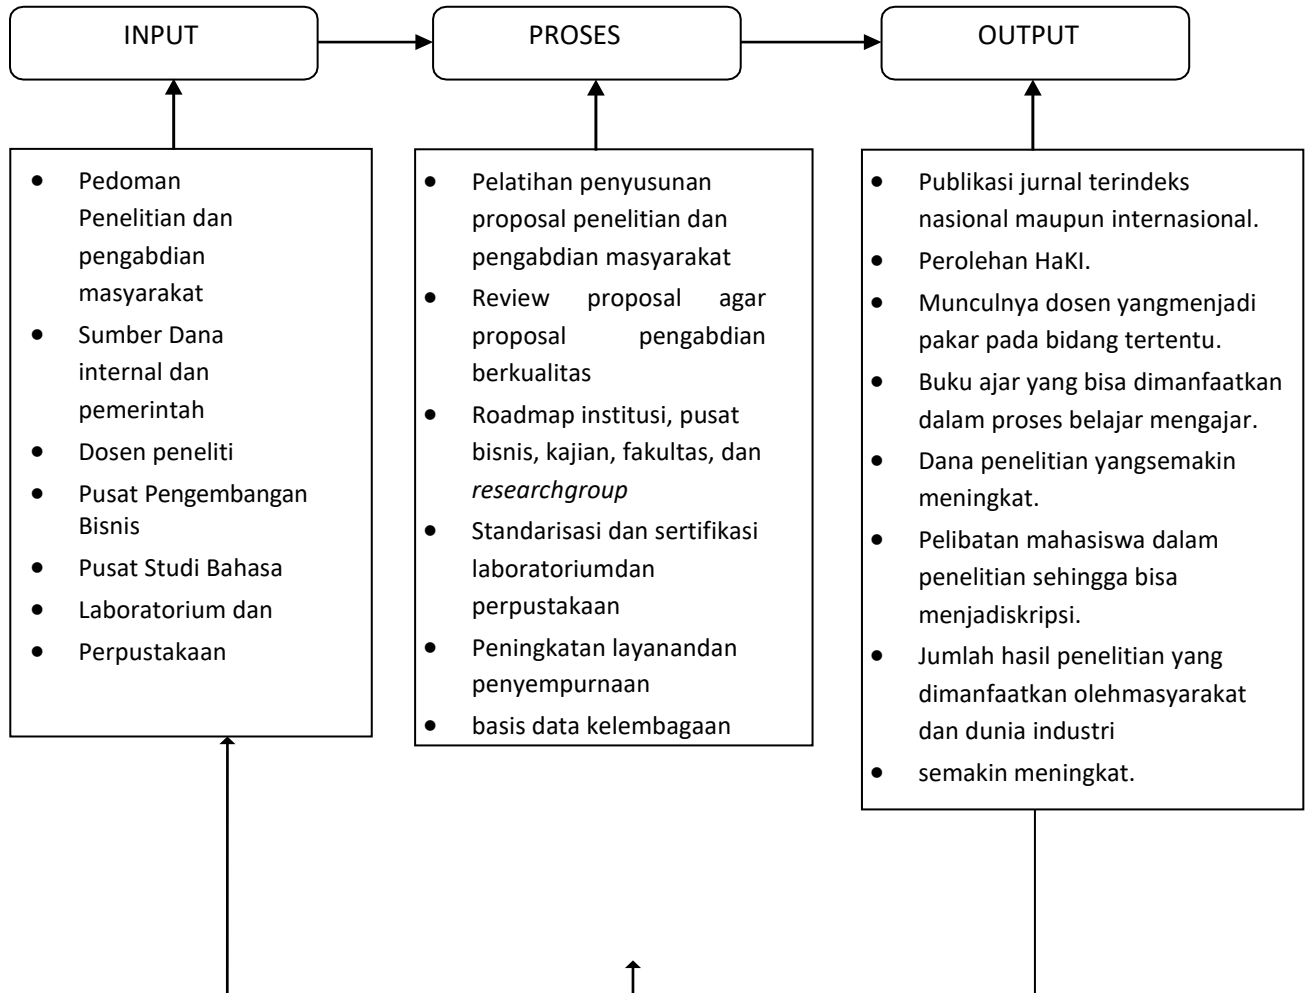 INPUT
PROSES
OUTPUT
• Pedoman
Penelitian dan
pengabdian
masyarakat
• Sumber Dana
internal dan
pemerintah
• Dosen peneliti
• Pusat Pengembangan
Bisnis
• Pusat Studi Bahasa
• Laboratorium dan
• Perpustakaan
• Pelatihan penyusunan
proposal penelitian dan
pengabdian masyarakat
• Review proposal agar
proposal pengabdian
berkualitas
• Roadmap institusi, pusat
bisnis, kajian, fakultas, dan
researchgroup
• Standarisasi dan sertifikasi
laboratoriumdan
perpustakaan
• Peningkatan layanandan
penyempurnaan
• basis data kelembagaan
• Publikasi jurnal terindeks
nasional maupun internasional.
• Perolehan HaKI.
• Munculnya dosen yangmenjadi
pakar pada bidang tertentu.
• Buku ajar yang bisa dimanfaatkan
dalam proses belajar mengajar.
• Dana penelitian yangsemakin
meningkat.
• Pelibatan mahasiswa dalam
penelitian sehingga bisa
menjadiskripsi.
• Jumlah hasil penelitian yang
dimanfaatkan olehmasyarakat
dan dunia industri
• semakin meningkat.